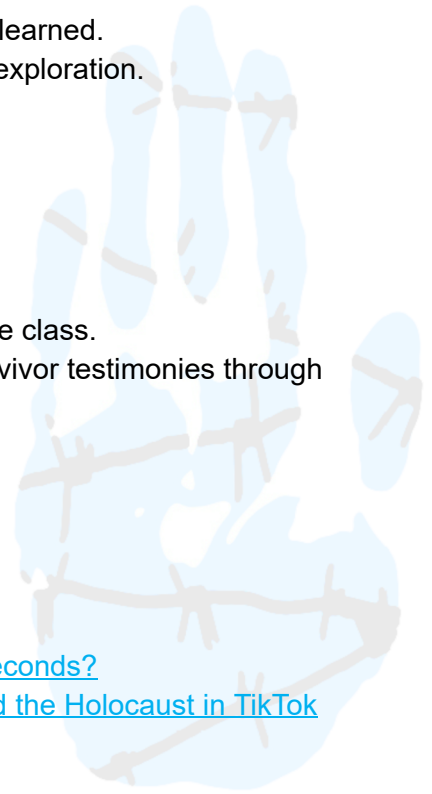 learned.
exploration.
e class.
vivor testimonies through
econds?
d the Holocaust in TikTok